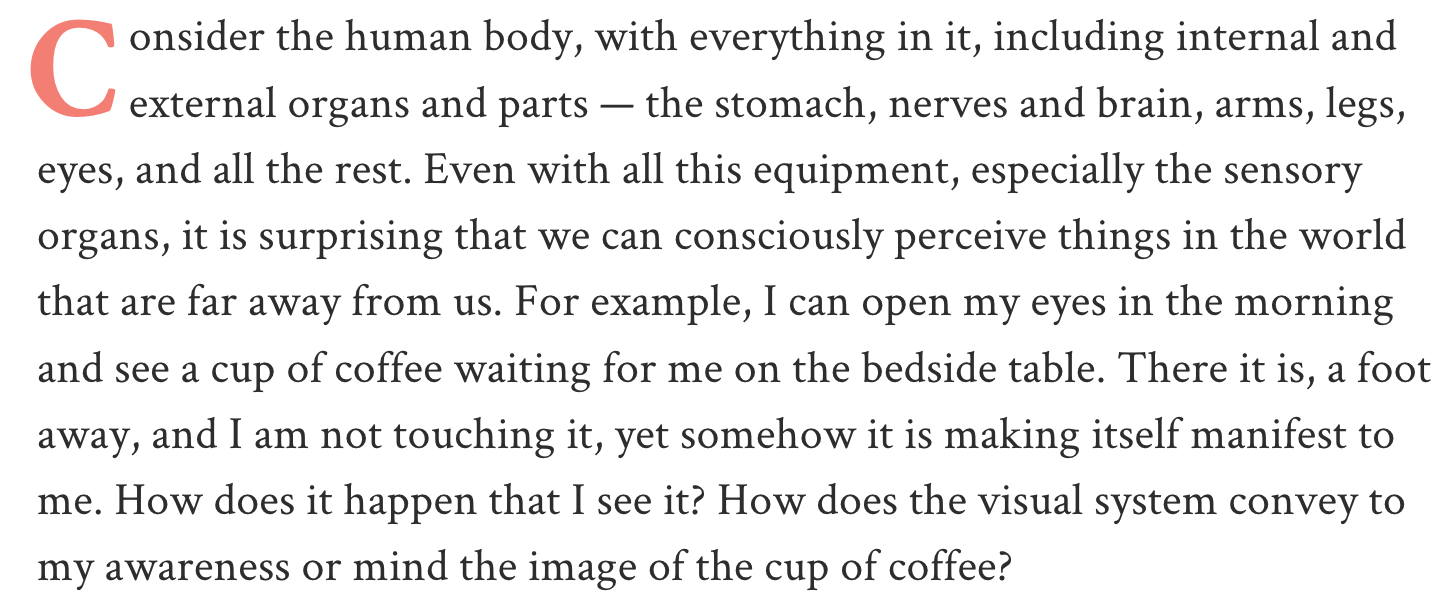 Consider the human body, with everything in it, including internal and
external organs and parts — the stomach, nerves and brain, arms, legs,
eyes, and all the rest. Even with all this equipment, especially the sensory
organs, it is surprising that we can consciously perceive things in the world
that are far away from us. For example, I can open my eyes in the morning
and see a cup of coffee waiting for me on the bedside table. There it is, a foot
away, and I am not touching it, yet somehow it is making itself manifest to
me. How does it happen that I see it? How does the visual system convey to
my awareness or mind the image of the cup of coffee?